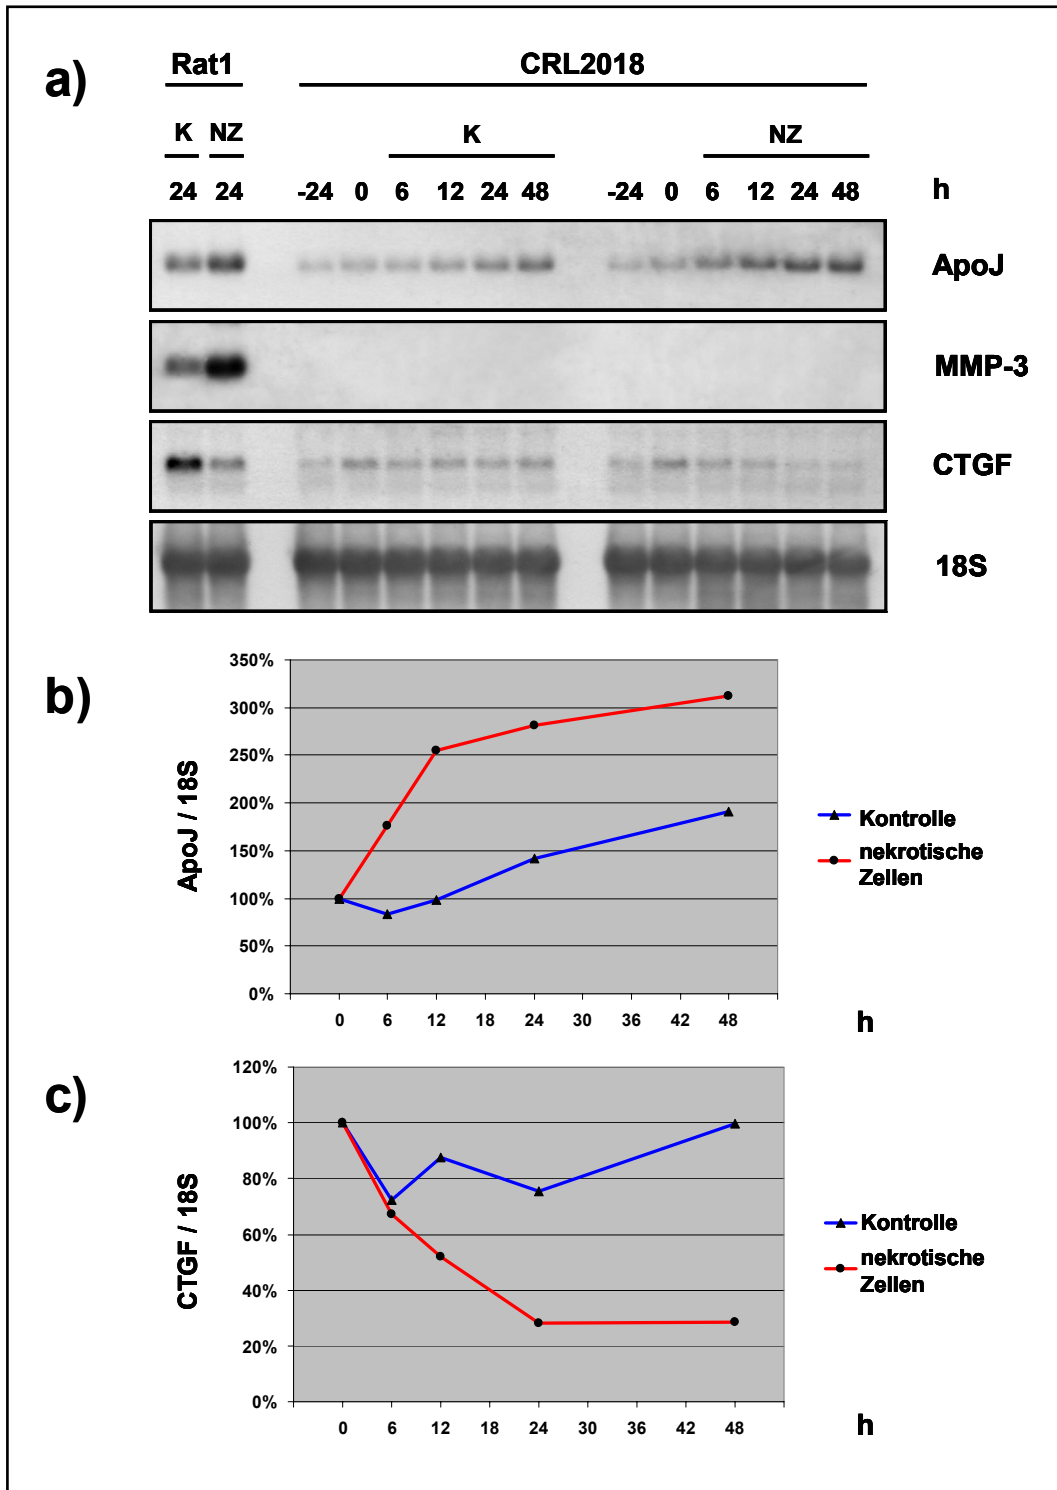 a)
Rat1 CRL2018
K NZ K NZ
24 24 -24 0 6 12 24 48 -24 0 6 12 24 48 h
ApoJ
MMP-3
CTGF
18S
b)
ApoJ / 18S
350%
300%
250%
200%
150%
100%
50%
0%
0 6 12 18 24 30 36 42 48 h
Kontrolle
nekrotische
Zellen
c)
CTGF / 18S
120%
100%
80%
60%
40%
20%
0%
0 6 12 18 24 30 36 42 48 h
Kontrolle
nekrotische
Zellen